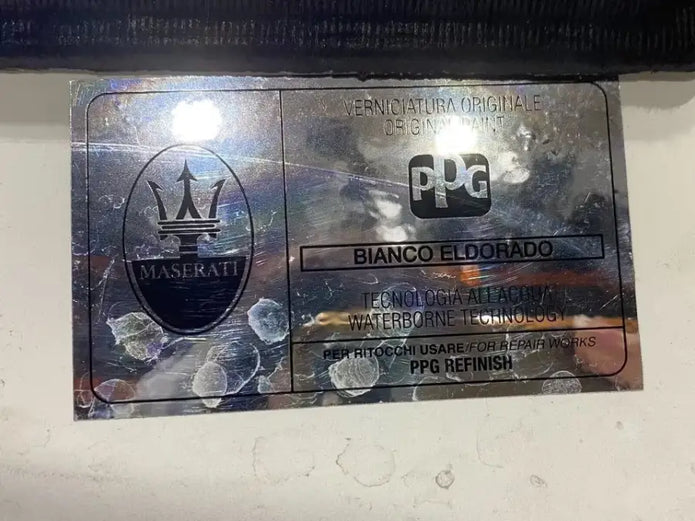 MASERATI
VERNICIATURA ORIGINALE
ORIGINAL PAINT
PPG
BIANCO ELDORADO
TECNOLOGIA ALL'ACQUA
WATERBORNE TECHNOLOGY
PER RITOCCHI USARE/FOR REPAIR WORKS
PPG REFINISH